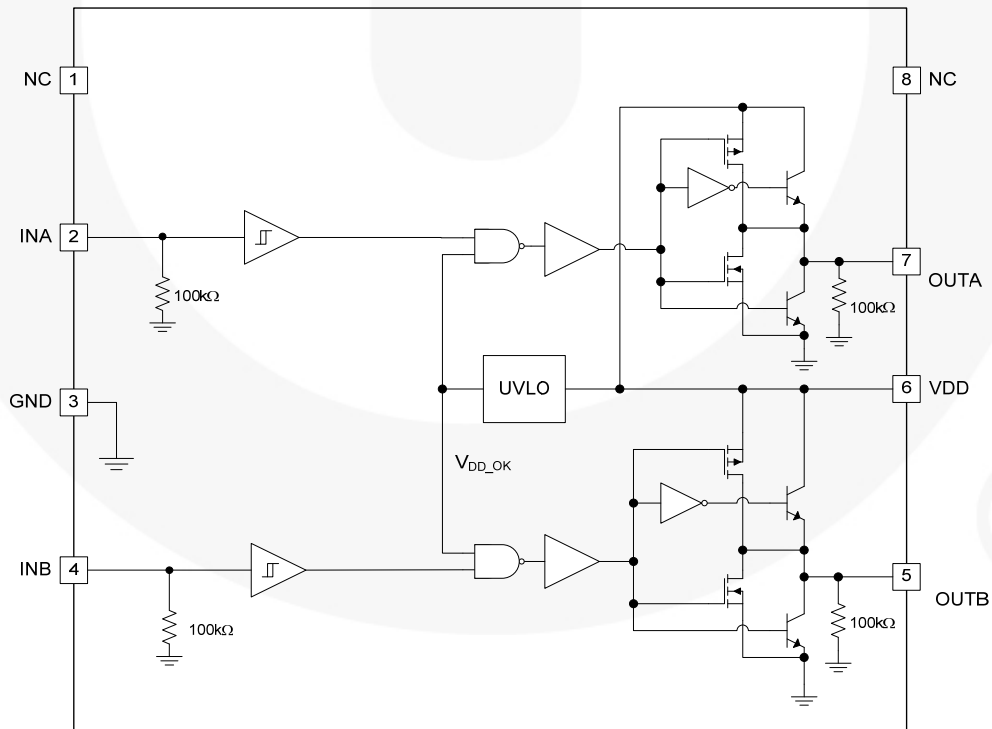 NC 1
8 NC
INA 2
7
OUTA
100kΩ
100kΩ
GND 3
UVLO
6 VDD
VDD_OK
INB 4
5
OUTB
100kΩ
100kΩ